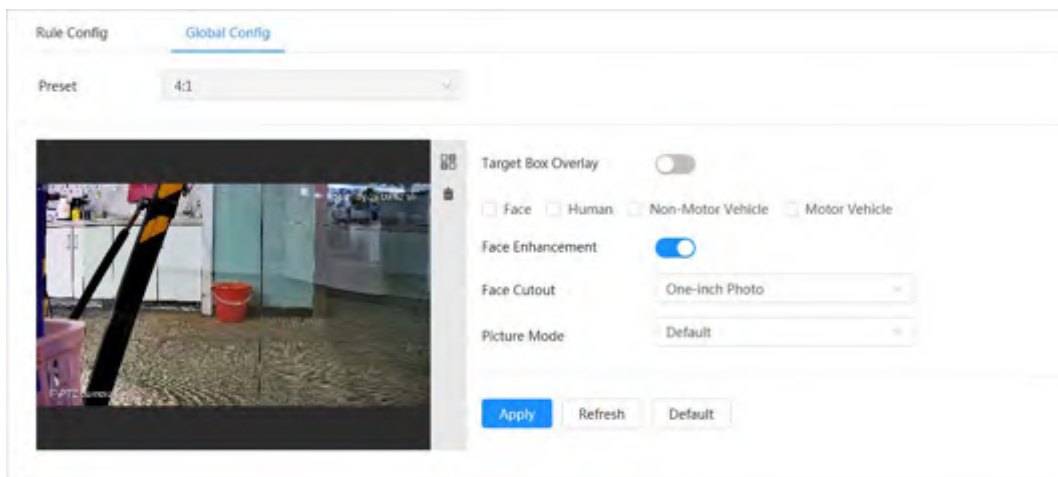 Rule Config Global Config
Preset 4:1
Target Box Overlay
Face Human Non-Motor Vehicle Motor Vehicle
Face Enhancement
Face Cutout One-inch Photo
Picture Mode Default
Apply Refresh Default